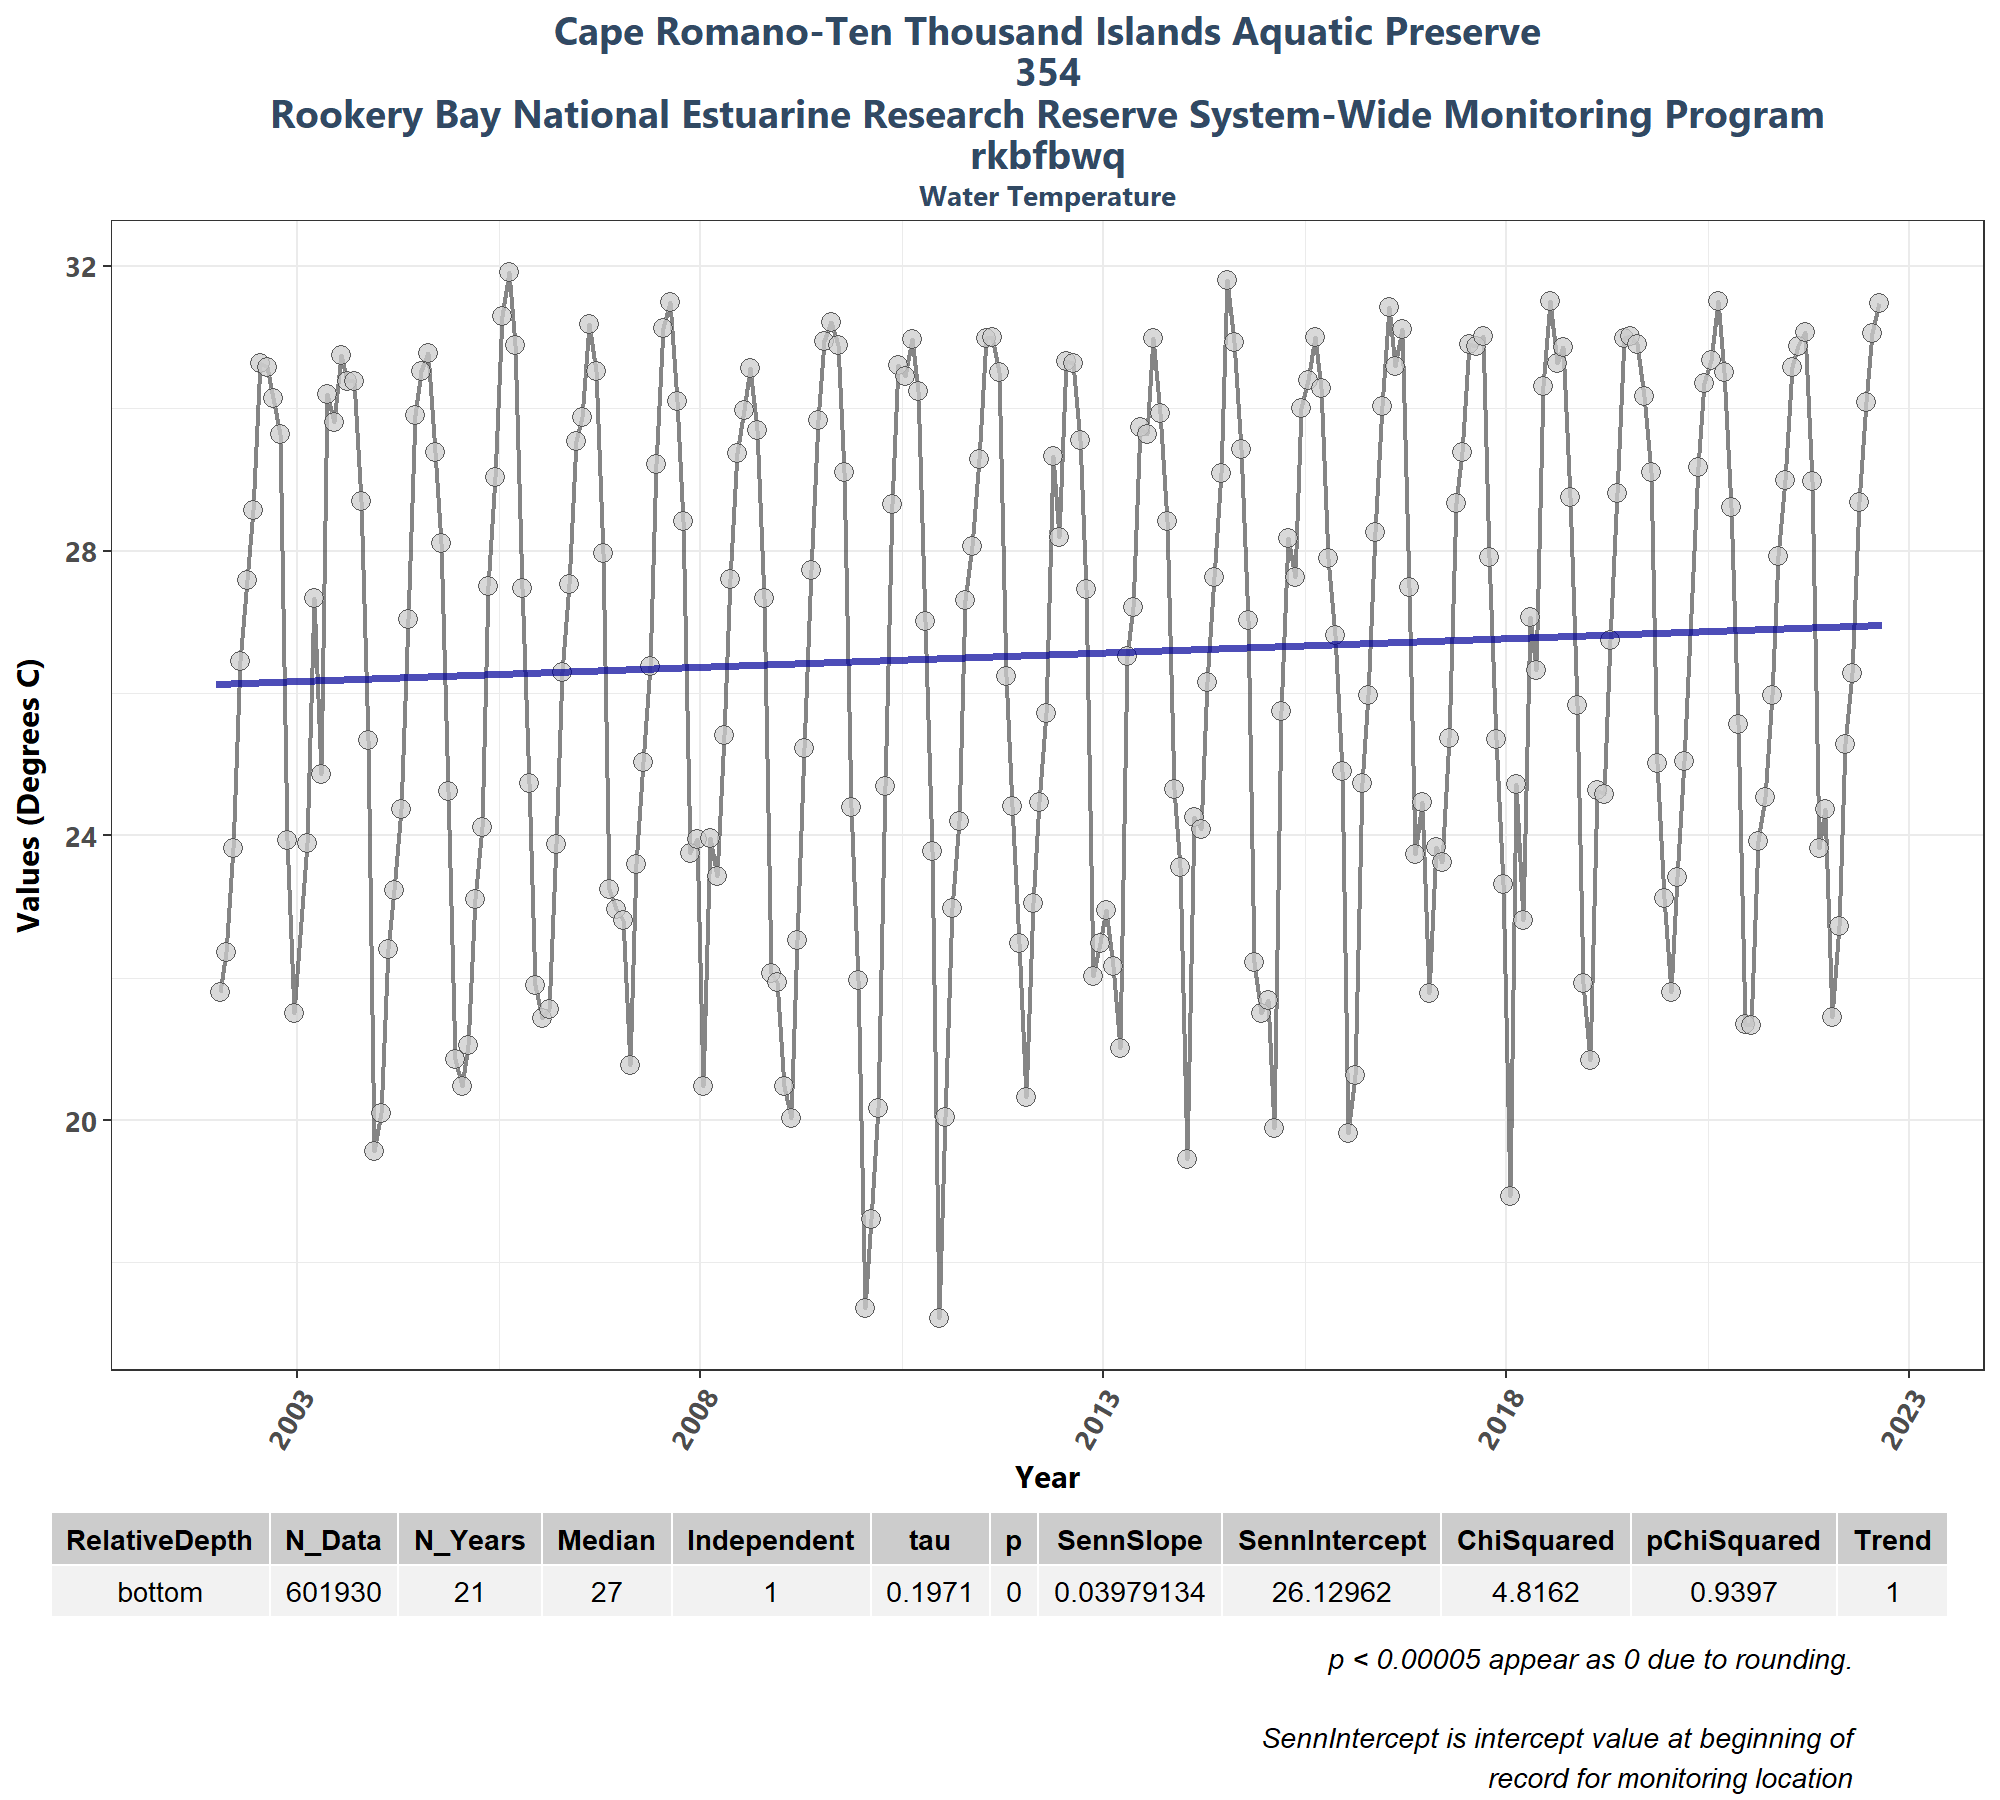 Cape Romano-Ten Thousand Islands Aquatic Preserve
354
Rookery Bay National Estuarine Research Reserve System-Wide Monitoring Program
rkbfbwq
Water Temperature
Values (Degrees C)
32
28
24
20
2003 2008 2013 2018 2023
Year
RelativeDepth N_Data N_Years Median Independent tau p SennSlope SennIntercept ChiSquared pChiSquared Trend
bottom 601930 21 27 1 0.1971 0 0.03979134 26.12962 4.8162 0.9397 1
p < 0.00005 appear as 0 due to rounding.
SennIntercept is intercept value at beginning of
record for monitoring location